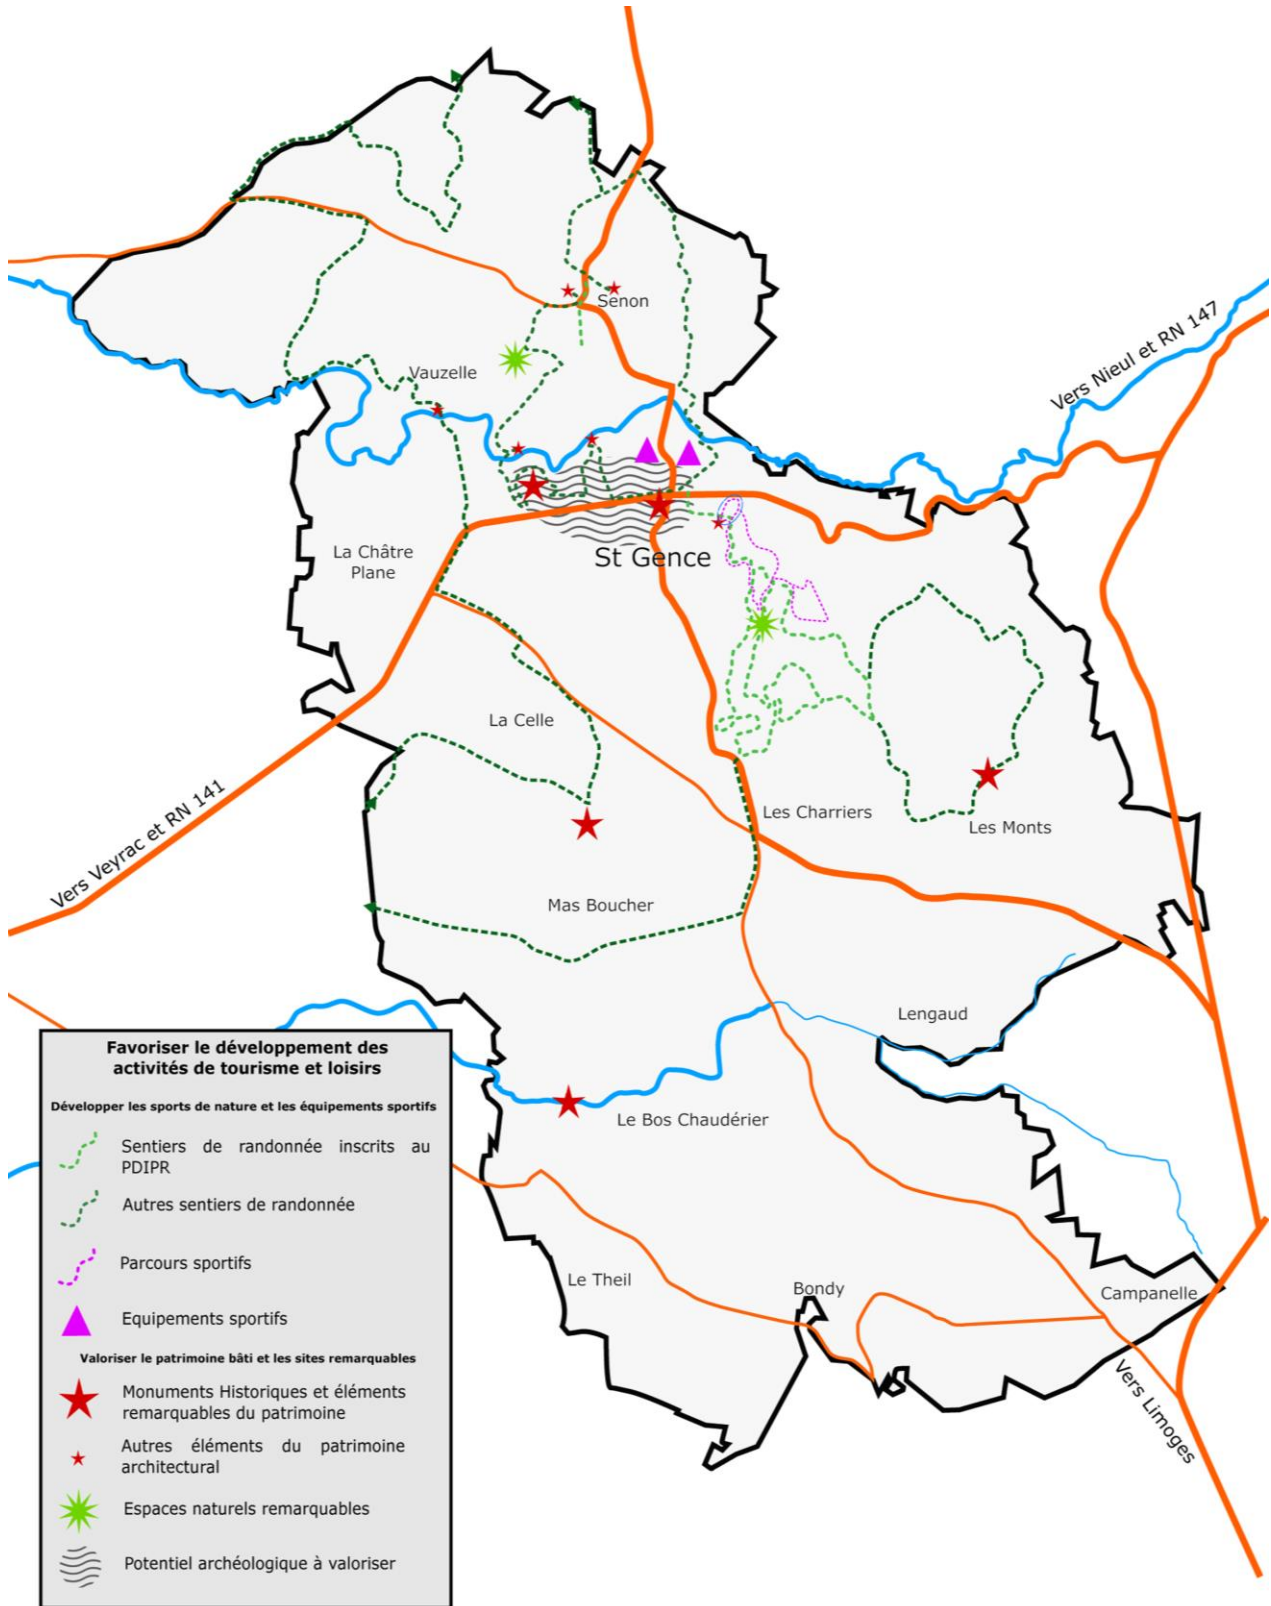 Senon
Vers Nieul et RN 147
Vauzelle
La Châtre
Plane
St Gence
La Celle
Vers Veyrac et RN 141
Les Charriers
Les Monts
Mas Boucher
Lengaud
Le Bos Chaudérier
Le Theil
Bondy
Campanelle
Vers Limoges
Favoriser le développement des
activités de tourisme et loisirs
Développer les sports de nature et les équipements sportifs
Sentiers de randonnée inscrits au
PDIPR
Autres sentiers de randonnée
Parcours sportifs
Equipements sportifs
Valoriser le patrimoine bâti et les sites remarquables
Monuments Historiques et éléments
remarquables du patrimoine
Autres éléments du patrimoine
architectural
Espaces naturels remarquables
Potentiel archéologique à valoriser